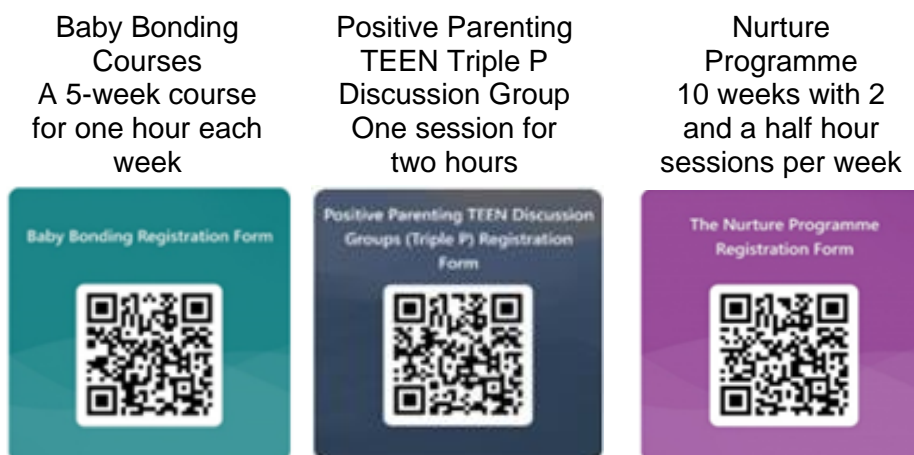 Baby Bonding
Courses
A 5-week course
for one hour each
week
Positive Parenting
TEEN Triple P
Discussion Group
One session for
two hours
Nurture
Programme
10 weeks with 2
and a half hour
sessions per week
Baby Bonding Registration Form
Positive Parenting TEEN Discussion
Groups (Triple P) Registration
Form
The Nurture Programme
Registration Form